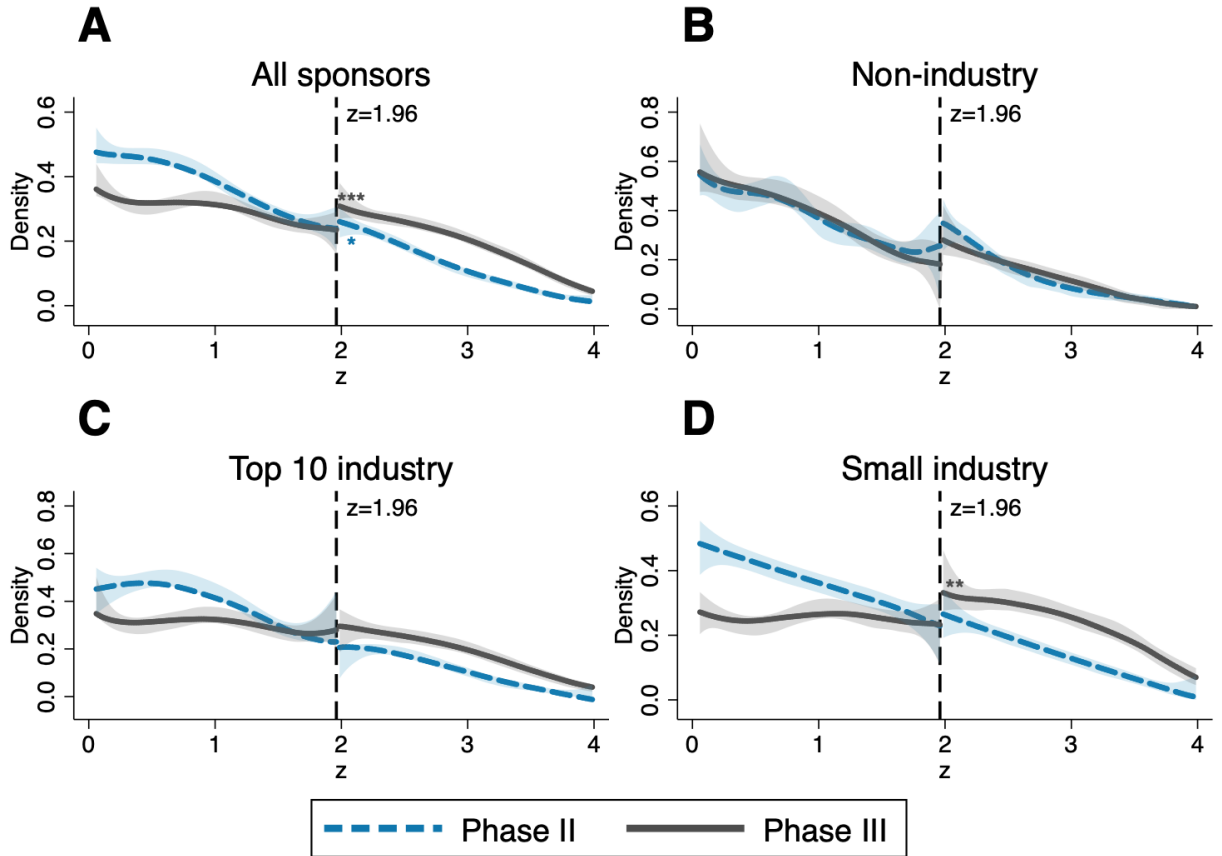 A
All sponsors
z=1.96
Density
0.6
0.4
0.2
0.0
***
*
0 1 2 3 4
z
B
Non-industry
z=1.96
Density
0.8
0.6
0.4
0.2
0.0
0 1 2 3 4
z
C
Top 10 industry
z=1.96
Density
0.8
0.6
0.4
0.2
0.0
0 1 2 3 4
z
D
Small industry
z=1.96
Density
0.6
0.4
0.2
0.0
**
0 1 2 3 4
z
Phase II Phase III